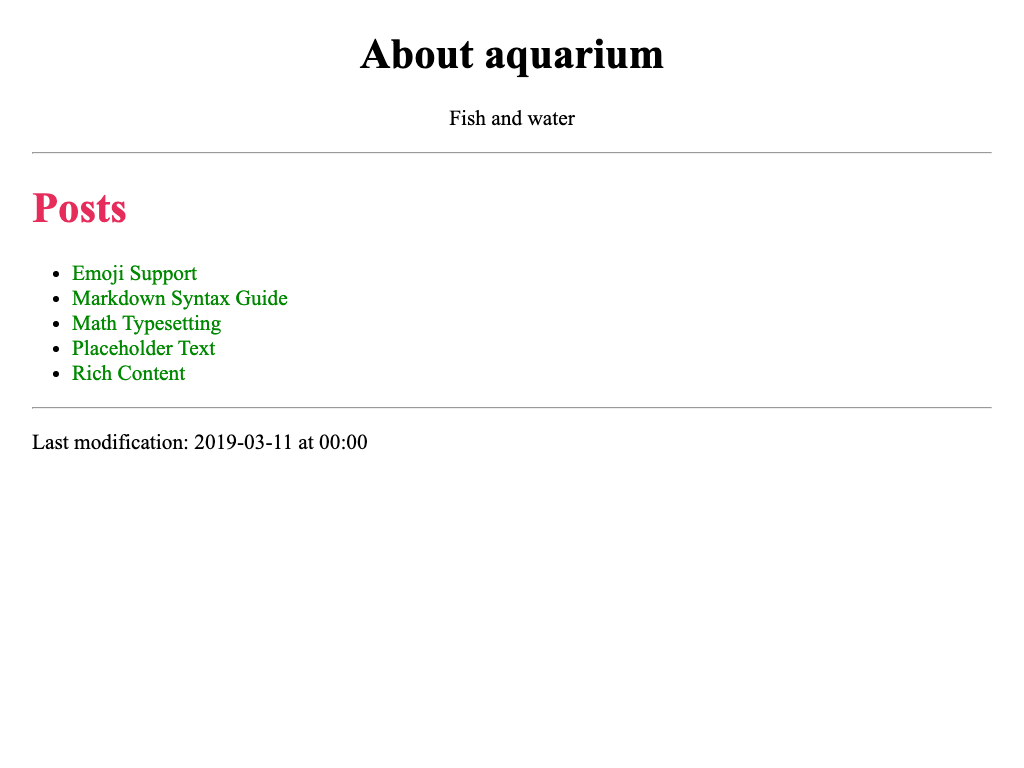 About aquarium
Fish and water
Posts
Emoji Support
Markdown Syntax Guide
Math Typesetting
Placeholder Text
Rich Content
Last modification: 2019-03-11 at 00:00